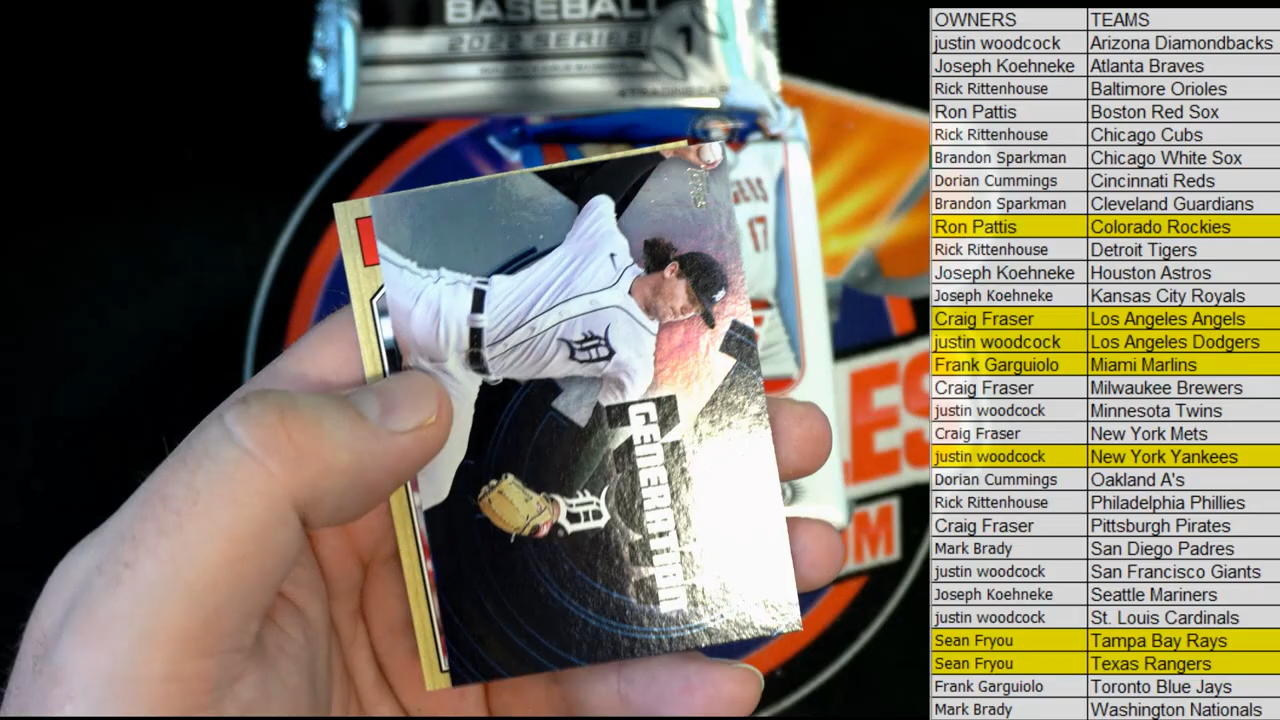 BASEBALL
2022 SERIES 1
GERS
17
GENERATION
OM
OWNERS TEAMS
justin woodcock Arizona Diamondbacks
Joseph Koehneke Atlanta Braves
Rick Rittenhouse Baltimore Orioles
Ron Pattis Boston Red Sox
Rick Rittenhouse Chicago Cubs
Brandon Sparkman Chicago White Sox
Dorian Cummings Cincinnati Reds
Brandon Sparkman Cleveland Guardians
Ron Pattis Colorado Rockies
Rick Rittenhouse Detroit Tigers
Joseph Koehneke Houston Astros
Joseph Koehneke Kansas City Royals
Craig Fraser Los Angeles Angels
justin woodcock Los Angeles Dodgers
Frank Garguiolo Miami Marlins
Craig Fraser Milwaukee Brewers
justin woodcock Minnesota Twins
Craig Fraser New York Mets
justin woodcock New York Yankees
Dorian Cummings Oakland A's
Rick Rittenhouse Philadelphia Phillies
Craig Fraser Pittsburgh Pirates
Mark Brady San Diego Padres
justin woodcock San Francisco Giants
Joseph Koehneke Seattle Mariners
justin woodcock St. Louis Cardinals
Sean Fryou Tampa Bay Rays
Sean Fryou Texas Rangers
Frank Garguiolo Toronto Blue Jays
Mark Brady Washington Nationals